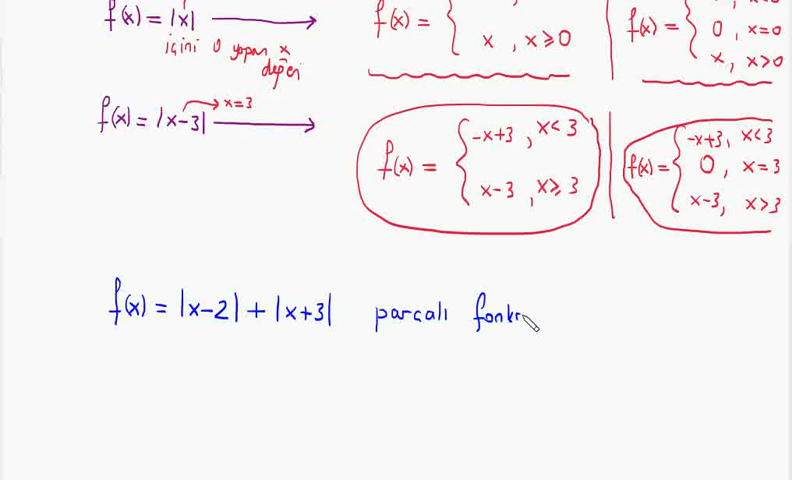 f(x) = |x| f(x) = { x , x ≥ 0 f(x) = { 0 , x=0
x, x>0
içini 0 yapan x
değeri
x=3
f(x) = |x-3| f(x) = { -x+3 , x<3 f(x) = { -x+3, x<3
0 , x=3
x-3 , x≥3 x-3, x>3
f(x) = |x-2| + |x+3| parçalı fonk